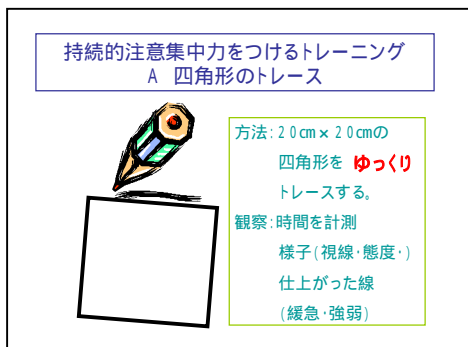 持続的注意集中力をつけるトレーニング
A 四角形のトレース
方法:20cm×20cmの
四角形を ゆっくり
トレースする。
観察:時間を計測
様子(視線・態度・)
仕上がった線
(緩急・強弱)